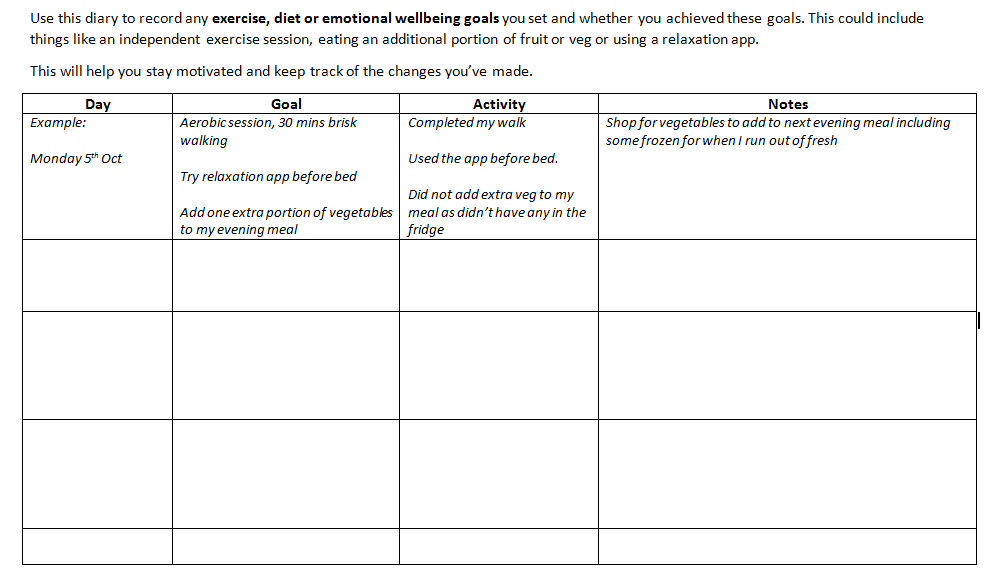 Use this diary to record any exercise, diet or emotional wellbeing goals you set and whether you achieved these goals. This could include
things like an independent exercise session, eating an additional portion of fruit or veg or using a relaxation app.
This will help you stay motivated and keep track of the changes you've made.
Day
Goal
Activity
Notes
Example:
Monday 5th Oct
Aerobic session, 30 mins brisk
walking
Try relaxation app before bed
Add one extra portion of vegetables
to my evening meal
Completed my walk
Used the app before bed.
Did not add extra veg to my
meal as didn't have any in the
fridge
Shop for vegetables to add to next evening meal including
some frozen for when I run out of fresh